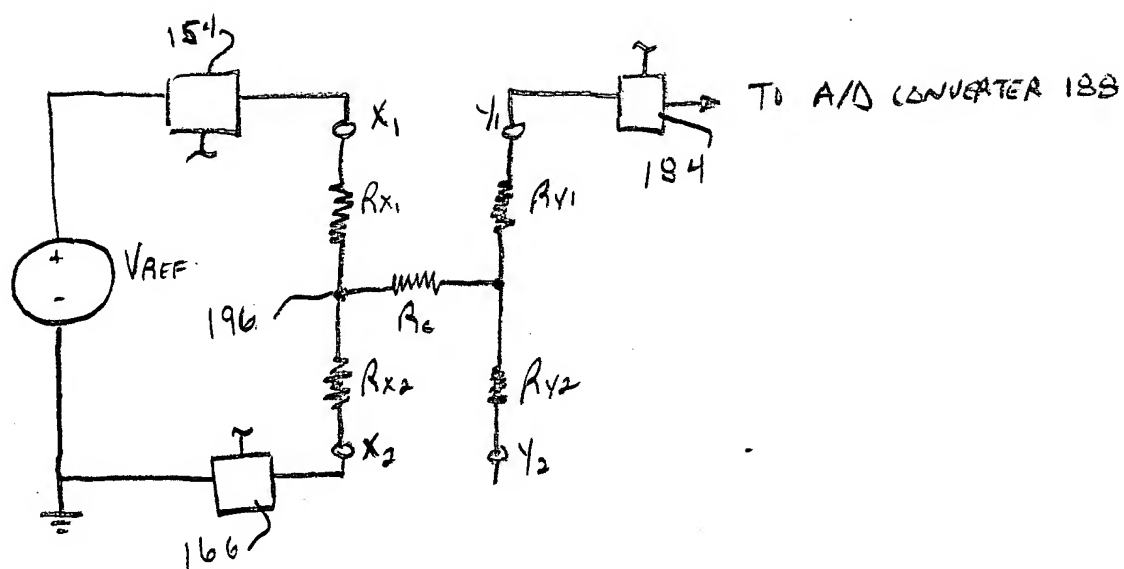 154
X1
Y1
TO A/D CONVERTER 188
184
RX1
RY1
+
-
VREF
196
RG
RX2
RY2
X2
Y2
166